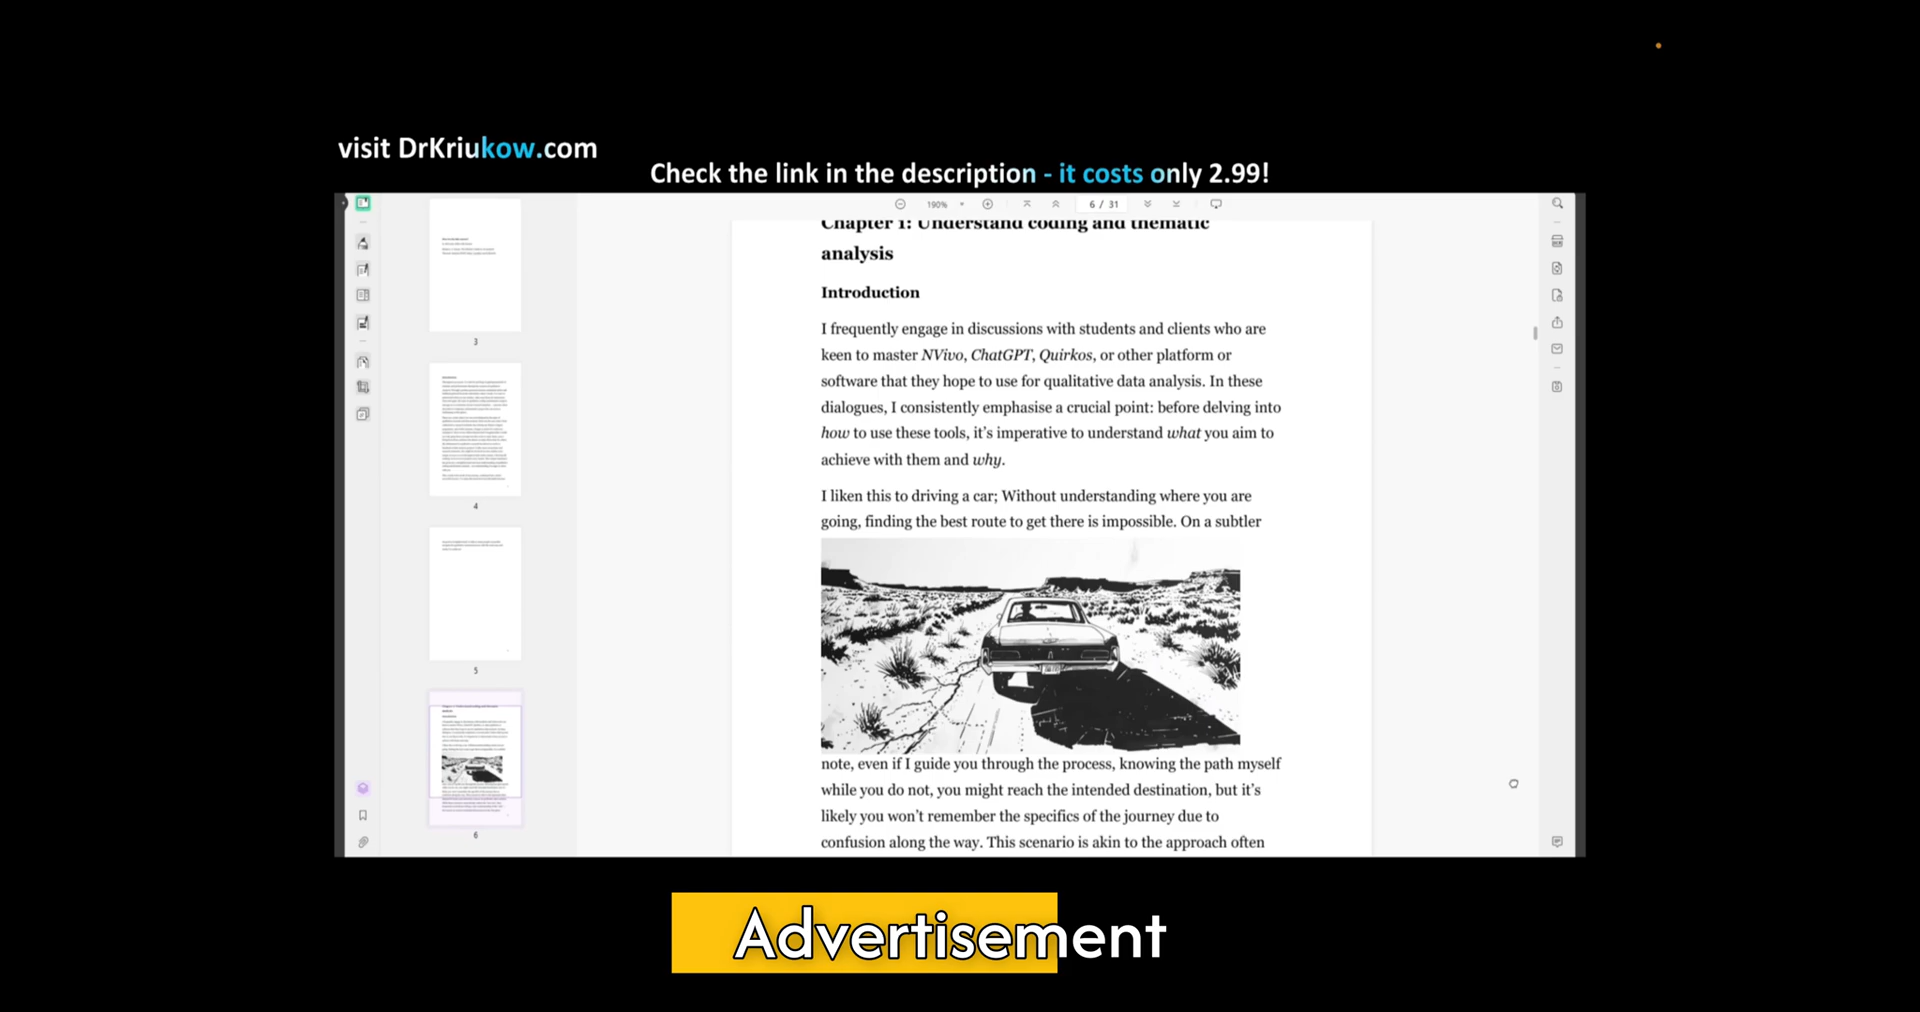 visit DrKriukow.com
Check the link in the description - it costs only 2.99!
190%
6 / 31
3
4
5
6
Chapter 1: Understand coding and thematic
analysis
Introduction
I frequently engage in discussions with students and clients who are
keen to master NVivo, ChatGPT, Quirkos, or other platform or
software that they hope to use for qualitative data analysis. In these
dialogues, I consistently emphasise a crucial point: before delving into
how to use these tools, it’s imperative to understand what you aim to
achieve with them and why.
I liken this to driving a car; Without understanding where you are
going, finding the best route to get there is impossible. On a subtler
note, even if I guide you through the process, knowing the path myself
while you do not, you might reach the intended destination, but it’s
likely you won’t remember the specifics of the journey due to
confusion along the way. This scenario is akin to the approach often
Advertisement